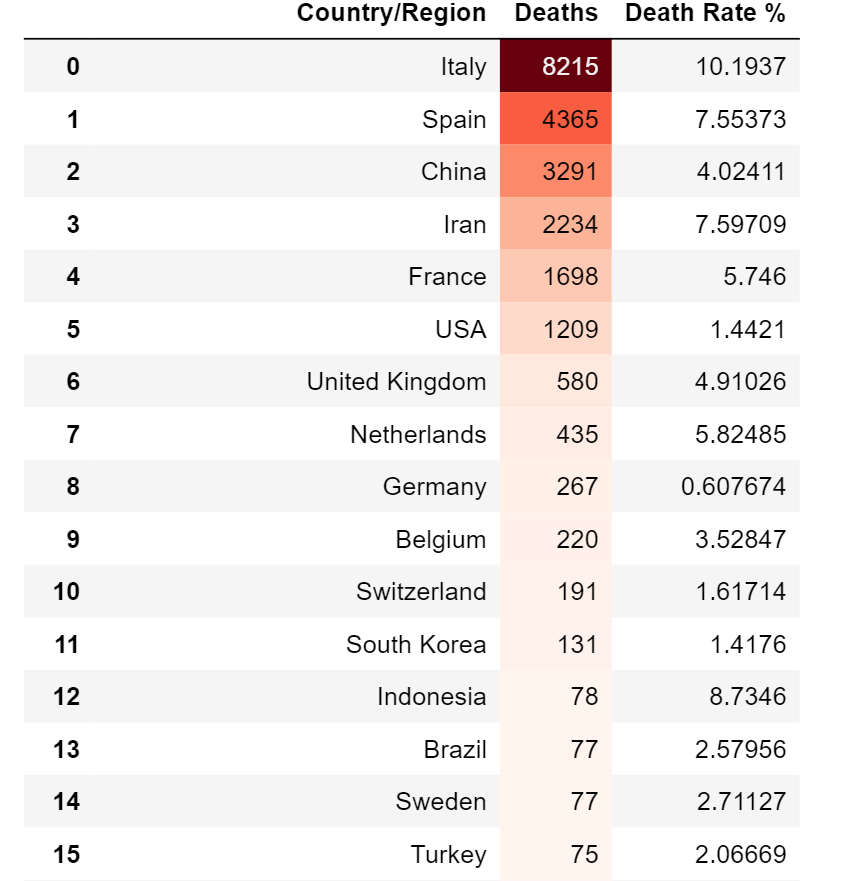 Country/Region Deaths Death Rate %
0 Italy 8215 10.1937
1 Spain 4365 7.55373
2 China 3291 4.02411
3 Iran 2234 7.59709
4 France 1698 5.746
5 USA 1209 1.4421
6 United Kingdom 580 4.91026
7 Netherlands 435 5.82485
8 Germany 267 0.607674
9 Belgium 220 3.52847
10 Switzerland 191 1.61714
11 South Korea 131 1.4176
12 Indonesia 78 8.7346
13 Brazil 77 2.57956
14 Sweden 77 2.71127
15 Turkey 75 2.06669